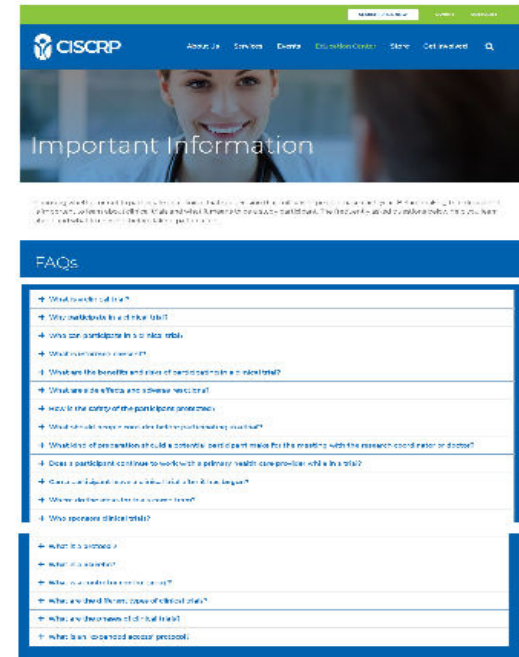 CISCRP
About Us Services Events Education Center Store Get Involved
Important Information
FAQs
+ What is a clinical trial?
+ Why participate in a clinical trial?
+ Who can participate in a clinical trial?
+ What is informed consent?
+ What are the benefits and risks of participating in a clinical trial?
+ What are side effects and adverse reactions?
+ How is the safety of the participant protected?
+ What should people consider before participating in a trial?
+ What kind of preparation should a potential participant make for the meeting with the research coordinator or doctor?
+ Does a participant continue to work with a primary health care provider while in a trial?
+ Can a participant leave a clinical trial after it has begun?
+ Where do the ideas for trials come from?
+ Who sponsors clinical trials?
+ What is a protocol?
+ What is a placebo?
+ What is a control or control group?
+ What are the different types of clinical trials?
+ What are the phases of clinical trials?
+ What is an "expanded access" protocol?